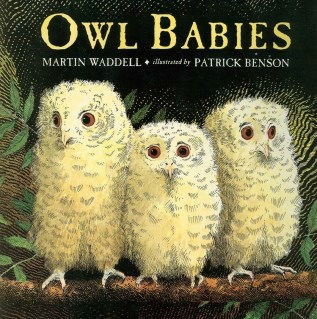 OWL BABIES
MARTIN WADDELL ♦ illustrated by PATRICK BENSON